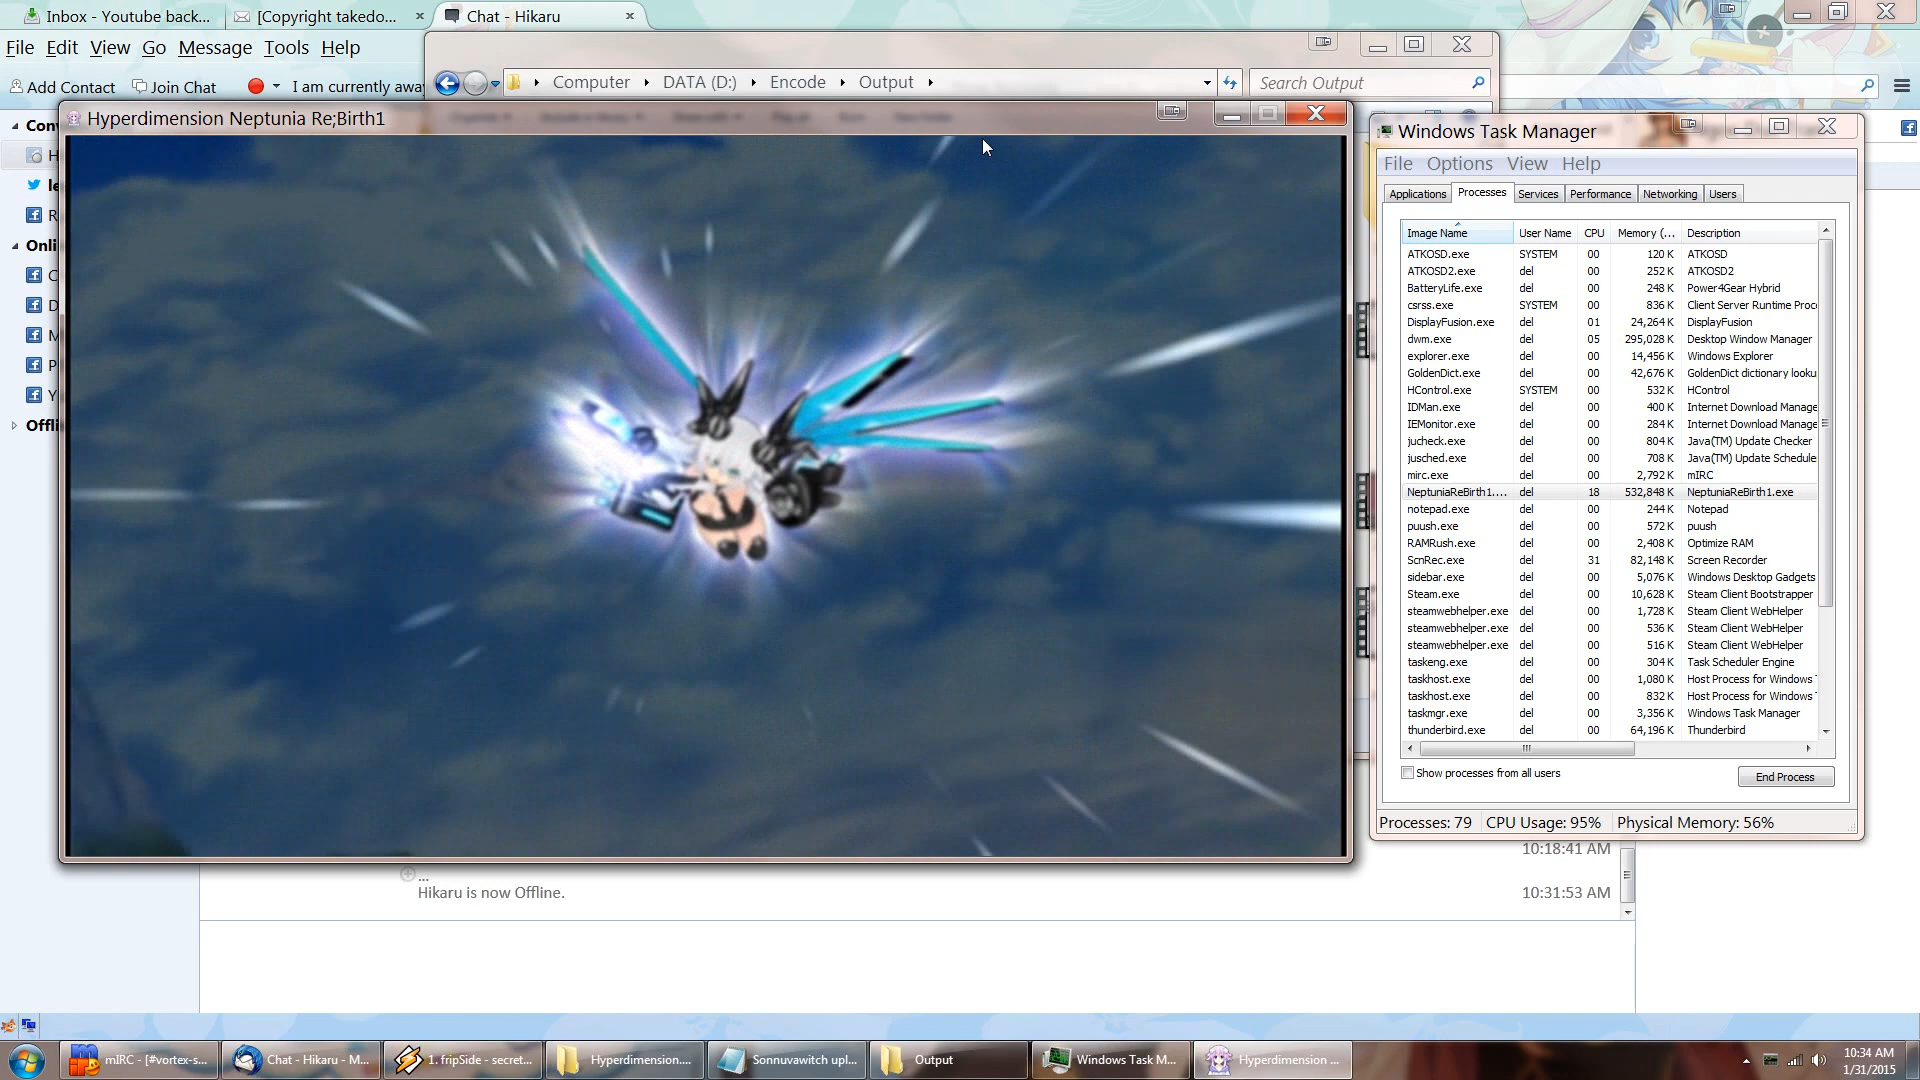 Inbox - Youtube back...
[Copyright takedo...
Chat - Hikaru
File Edit View Go Message Tools Help
Add Contact Join Chat I am currently away
Computer DATA (D:) Encode Output
Search Output
Hyperdimension Neptunia Re;Birth1
Windows Task Manager
File Options View Help
Applications Processes Services Performance Networking Users
Image Name User Name CPU Memory (... Description
ATKOSD.exe SYSTEM 00 120 K ATKOSD
ATKOSD2.exe del 00 252 K ATKOSD2
BatteryLife.exe del 00 248 K Power4Gear Hybrid
csrss.exe SYSTEM 00 836 K Client Server Runtime Proc
DisplayFusion.exe del 01 24,264 K DisplayFusion
dwm.exe del 05 295,028 K Desktop Window Manager
explorer.exe del 00 14,456 K Windows Explorer
GoldenDict.exe del 00 42,676 K GoldenDict dictionary looku
HControl.exe SYSTEM 00 532 K HControl
IDMan.exe del 00 400 K Internet Download Manage
IEMonitor.exe del 00 284 K Internet Download Manage
jucheck.exe del 00 804 K Java(TM) Update Checker
jusched.exe del 00 708 K Java(TM) Update Schedule
mirc.exe del 00 2,792 K mIRC
NeptuniaReBirth1.... del 18 532,848 K NeptuniaReBirth1.exe
notepad.exe del 00 244 K Notepad
puush.exe del 00 572 K puush
RAMRush.exe del 00 2,408 K Optimize RAM
ScnRec.exe del 31 82,148 K Screen Recorder
sidebar.exe del 00 5,076 K Windows Desktop Gadgets
Steam.exe del 00 10,628 K Steam Client Bootstrapper
steamwebhelper.exe del 00 1,728 K Steam Client WebHelper
steamwebhelper.exe del 00 536 K Steam Client WebHelper
steamwebhelper.exe del 00 516 K Steam Client WebHelper
taskeng.exe del 00 304 K Task Scheduler Engine
taskhost.exe del 00 1,080 K Host Process for Windows
taskhost.exe del 00 832 K Host Process for Windows
taskmgr.exe del 00 3,356 K Windows Task Manager
thunderbird.exe del 00 64,196 K Thunderbird
Show processes from all users
End Process
Processes: 79 CPU Usage: 95% Physical Memory: 56%
Con
H
le
R
Onli
C
D
M
P
Y
Offli
10:18:41 AM
...
Hikaru is now Offline. 10:31:53 AM
mIRC - [#vortex-s...
Chat - Hikaru - M...
1. fripSide - secret...
Hyperdimension....
Sonnuvawitch upl...
Output
Windows Task M...
Hyperdimension ...
10:34 AM
1/31/2015